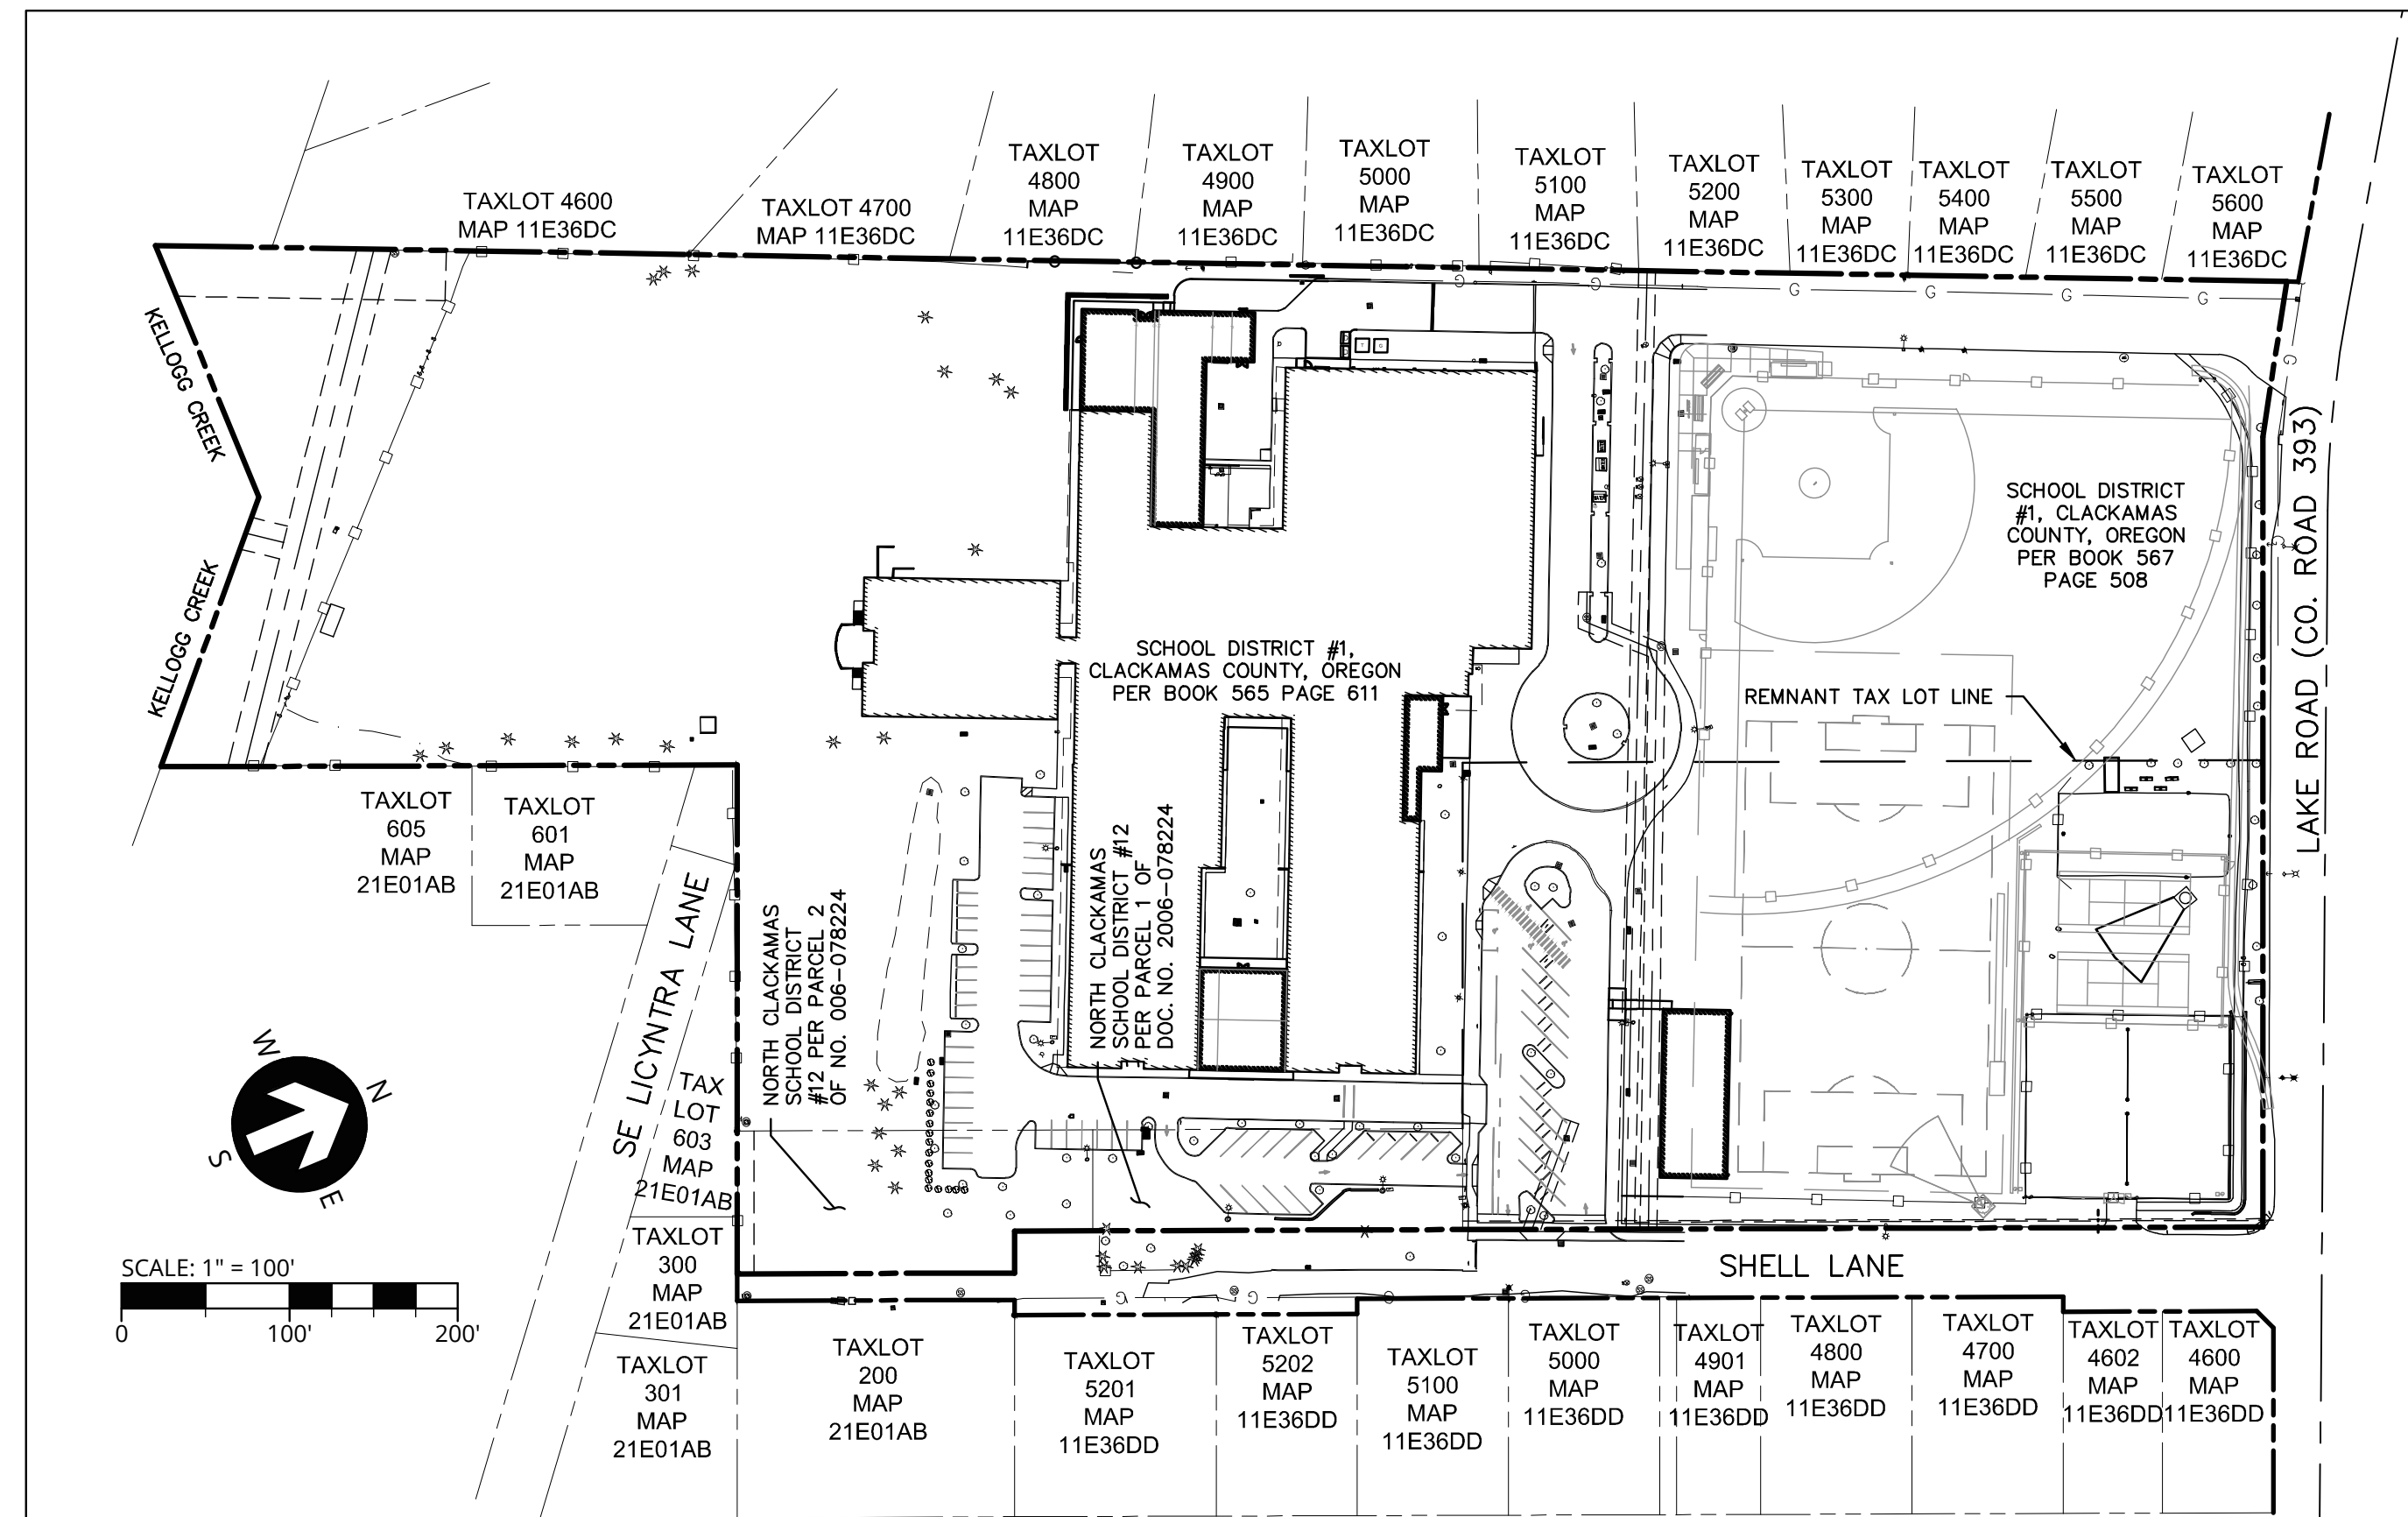 TAXLOT 4600
MAP 11E36DC
TAXLOT 4700
MAP 11E36DC
TAXLOT
4800
MAP
11E36DC
TAXLOT
4900
MAP
11E36DC
TAXLOT
5000
MAP
11E36DC
TAXLOT
5100
MAP
11E36DC
TAXLOT
5200
MAP
11E36DC
TAXLOT
5300
MAP
11E36DC
TAXLOT
5400
MAP
11E36DC
TAXLOT
5500
MAP
11E36DC
TAXLOT
5600
MAP
11E36DC
G G
G G G G
G
G
KELLOGG CREEK
KELLOGG CREEK
SCHOOL DISTRICT
#1, CLACKAMAS
COUNTY, OREGON
PER BOOK 567
PAGE 508
LAKE ROAD (CO. ROAD 393)
SCHOOL DISTRICT #1,
CLACKAMAS COUNTY, OREGON
PER BOOK 565 PAGE 611
REMNANT TAX LOT LINE
TAXLOT
605
MAP
21E01AB
TAXLOT
601
MAP
21E01AB
SE LICYNTRA LANE
NORTH CLACKAMAS
SCHOOL DISTRICT
#12 PER PARCEL 2
OF NO. 006-078224
NORTH CLACKAMAS
SCHOOL DISTRICT #12
PER PARCEL 1 OF
DOC. NO. 2006-078224
W
N
S
E
TAX
LOT
603
MAP
21E01AB
TAXLOT
300
MAP
21E01AB
TAXLOT
301
MAP
21E01AB
SCALE: 1" = 100'
0 100' 200'
SHELL LANE
G G
TAXLOT
200
MAP
21E01AB
TAXLOT
5201
MAP
11E36DD
TAXLOT
5202
MAP
11E36DD
TAXLOT
5100
MAP
11E36DD
TAXLOT
5000
MAP
11E36DD
TAXLOT
4901
MAP
11E36DD
TAXLOT
4800
MAP
11E36DD
TAXLOT
4700
MAP
11E36DD
TAXLOT
4602
MAP
11E36DD
TAXLOT
4600
MAP
11E36DD